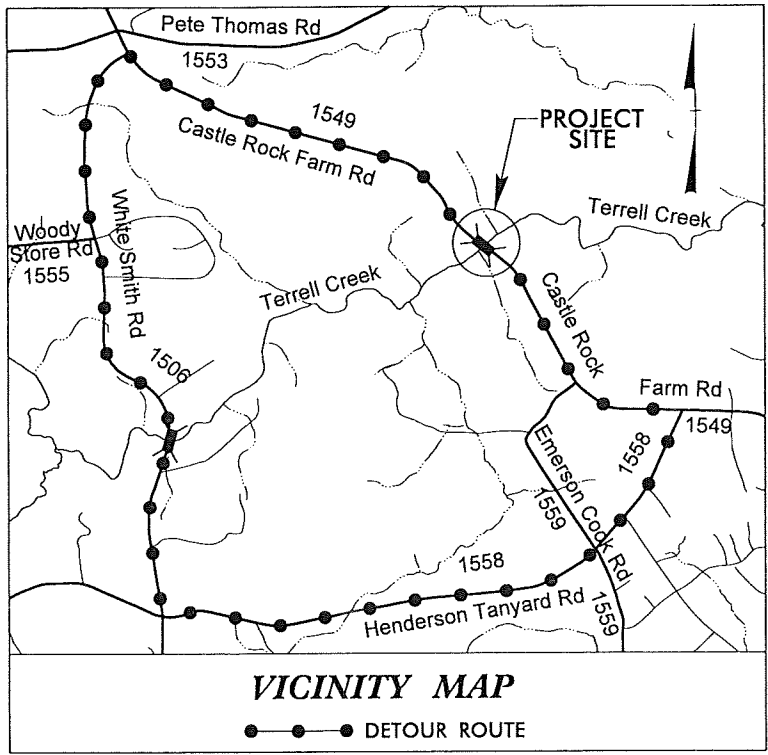 Pete Thomas Rd
1553
1549
Castle Rock Farm Rd
PROJECT
SITE
Terrell Creek
Woody
Store Rd
1555
White Smith Rd
Terrell Creek
Castle Rock
1506
Farm Rd
1549
1558
Emerson Cook Rd
1559
1558
Henderson Tanyard Rd
1559
VICINITY MAP
DETOUR ROUTE